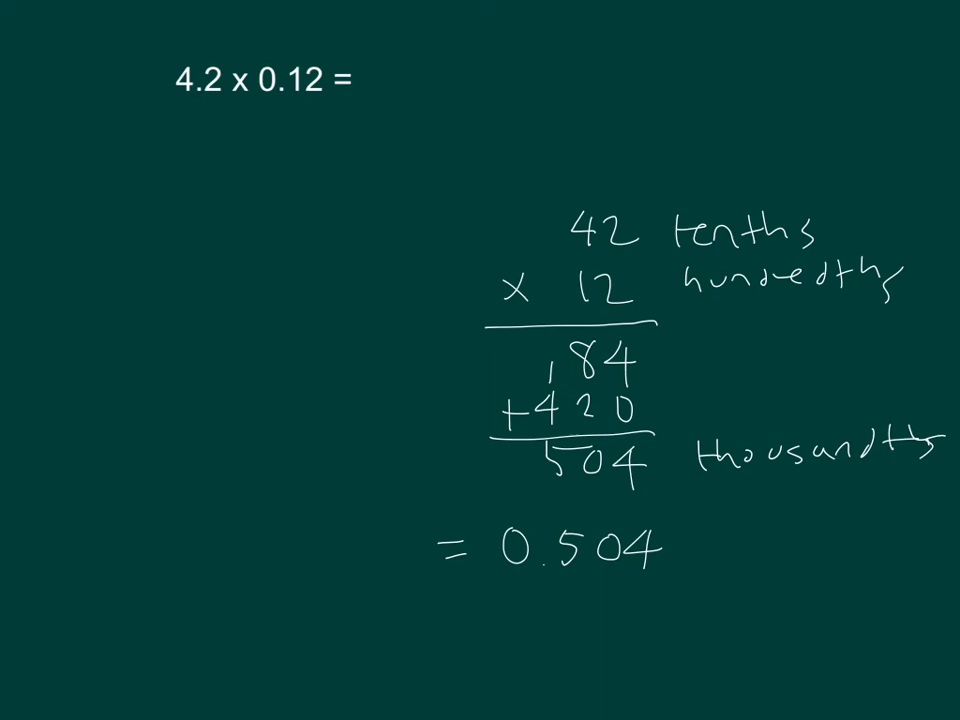 4.2 x 0.12 =
42 tenths
x 12 hundredths
184
+420
504 thousandths
= 0.504